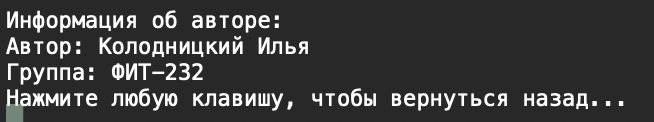 Информация об авторе:
Автор: Колодницкий Илья
Группа: ФИТ-232
Нажмите любую клавишу, чтобы вернуться назад...